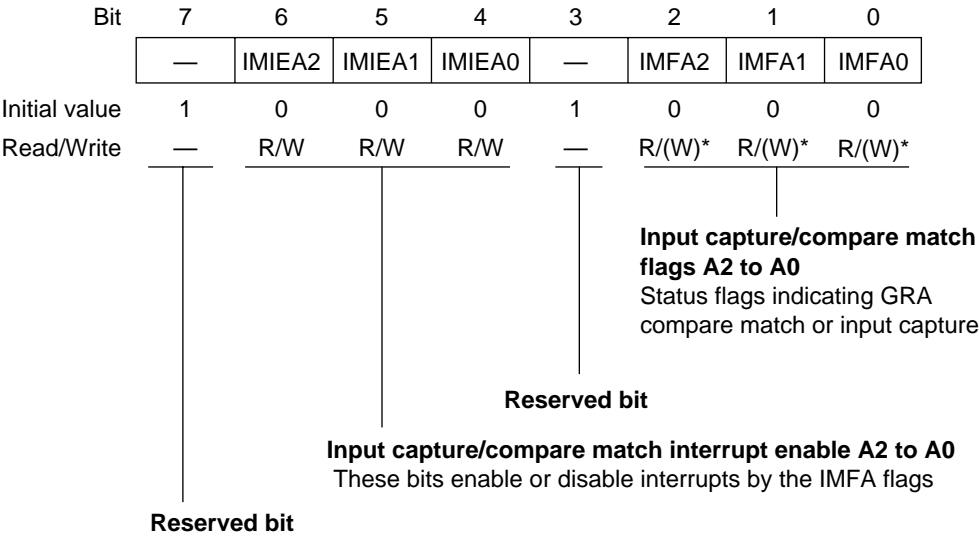 Bit 7 6 5 4 3 2 1 0
— IMIEA2 IMIEA1 IMIEA0 — IMFA2 IMFA1 IMFA0
Initial value 1 0 0 0 1 0 0 0
Read/Write — R/W R/W R/W — R/(W)* R/(W)* R/(W)*
Input capture/compare match
flags A2 to A0
Status flags indicating GRA
compare match or input capture
Reserved bit
Input capture/compare match interrupt enable A2 to A0
These bits enable or disable interrupts by the IMFA flags
Reserved bit